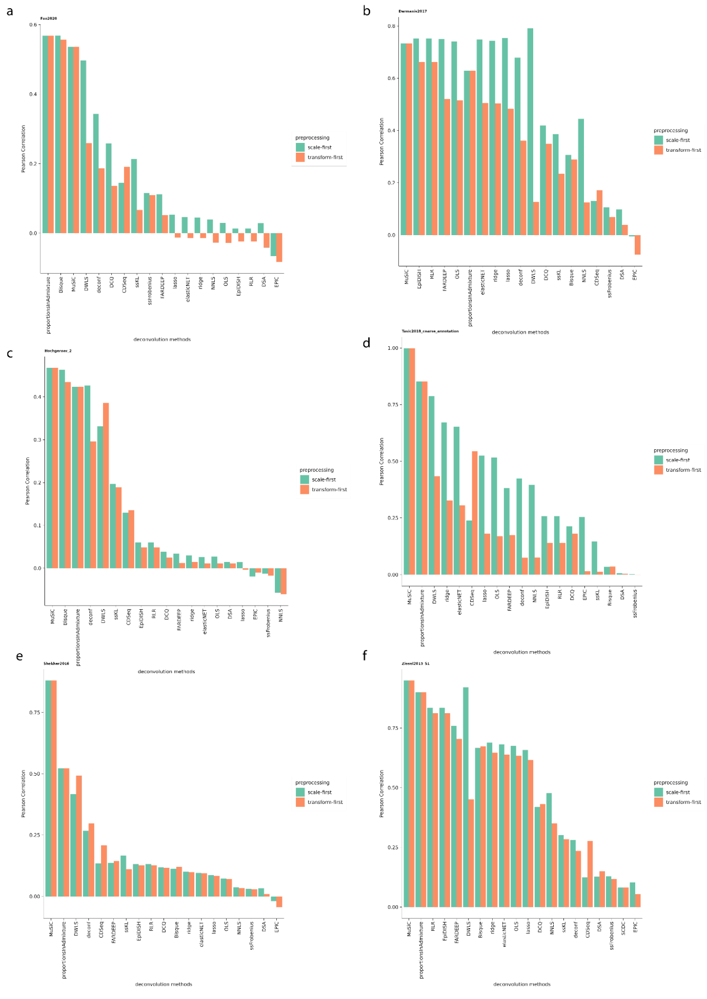 a
Fan2020
0.6
0.4
0.2
0.0
Pearson Correlation
proportionsInAdmixture
Bisque
MuSiC
DWLS
deconf
DCQ
CDSeq
ssKL
ssFrobenius
FARDEEP
lasso
elasticNET
ridge
NNLS
OLS
EpiDISH
RLR
DSA
EPIC
deconvolution methods
preprocessing
scale-first
transform-first
b
Darmanis2017
0.8
0.6
0.4
0.2
0.0
Pearson Correlation
MuSiC
EpiDISH
RLR
FARDEEP
OLS
proportionsInAdmixture
elasticNET
ridge
lasso
deconf
DWLS
DCQ
ssKL
Bisque
NNLS
CDSeq
ssFrobenius
DSA
EPIC
deconvolution methods
preprocessing
scale-first
transform-first
c
Hochgerner_2
0.4
0.3
0.2
0.1
0.0
Pearson Correlation
MuSiC
Bisque
proportionsInAdmixture
deconf
DWLS
ssKL
CDSeq
EpiDISH
RLR
DCQ
FARDEEP
ridge
elasticNET
OLS
DSA
lasso
EPIC
ssFrobenius
NNLS
deconvolution methods
preprocessing
scale-first
transform-first
d
Tasic2018_coarse_annotation
1.00
0.75
0.50
0.25
0.00
Pearson Correlation
MuSiC
proportionsInAdmixture
DWLS
ridge
elasticNET
CDSeq
lasso
OLS
FARDEEP
deconf
NNLS
EpiDISH
RLR
DCQ
EPIC
ssKL
Bisque
DSA
ssFrobenius
deconvolution methods
preprocessing
scale-first
transform-first
e
Shekhar2016
0.75
0.50
0.25
0.00
Pearson Correlation
MuSiC
proportionsInAdmixture
DWLS
deconf
CDSeq
FARDEEP
ssKL
EpiDISH
RLR
DCQ
Bisque
ridge
elasticNET
lasso
OLS
NNLS
ssFrobenius
DSA
EPIC
deconvolution methods
preprocessing
scale-first
transform-first
f
Ziesel2015_S1
0.75
0.50
0.25
0.00
Pearson Correlation
MuSiC
proportionsInAdmixture
RLR
EpiDISH
FARDEEP
DWLS
Bisque
ridge
elasticNET
OLS
lasso
DCQ
NNLS
ssKL
deconf
CDSeq
DSA
ssFrobenius
SCDC
EPIC
deconvolution methods
preprocessing
scale-first
transform-first